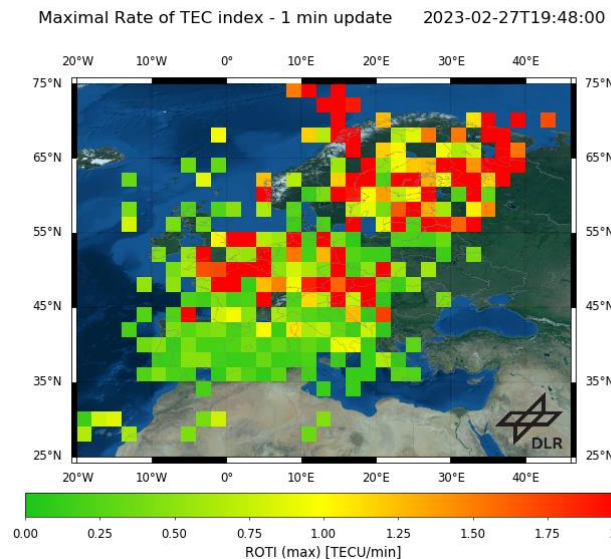 Maximal Rate of TEC index - 1 min update 2023-02-27T19:48:00
20°W 10°W 0° 10°E 20°E 30°E 40°E
75°N 75°N
65°N 65°N
55°N 55°N
45°N 45°N
35°N 35°N
25°N 25°N
DLR
20°W 10°W 0° 10°E 20°E 30°E 40°E
0.00 0.25 0.50 0.75 1.00 1.25 1.50 1.75
ROTI (max) [TECU/min]